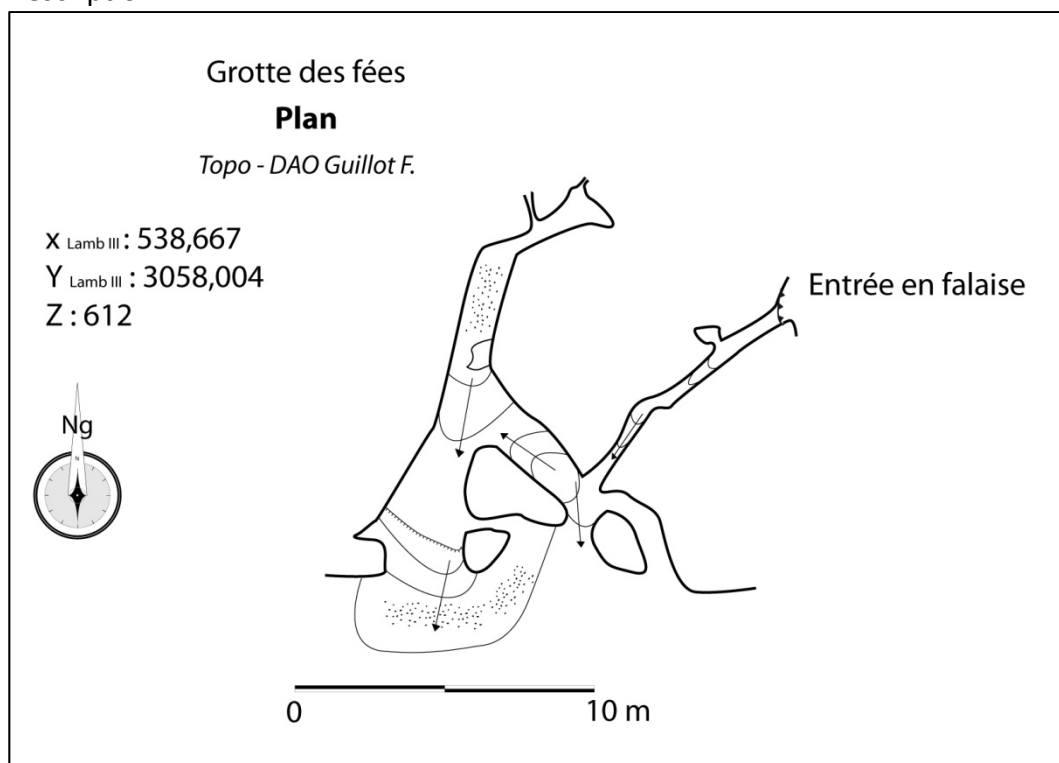 Grotte des fées
Plan
Topo - DAO Guillot F.
x Lamb III : 538,667
Y Lamb III : 3058,004
Z : 612
Entrée en falaise
Ng
N
0 10 m